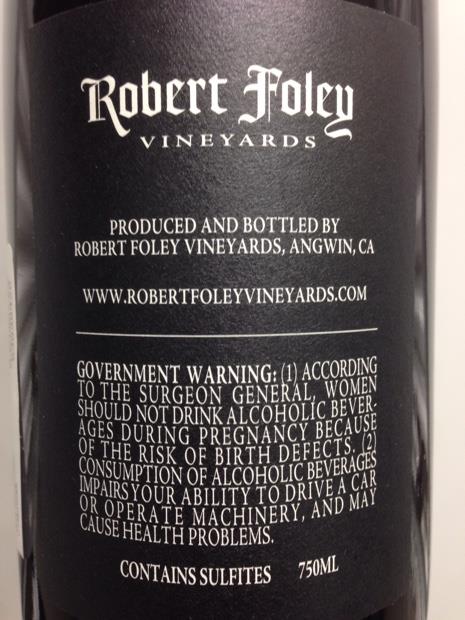 Robert Foley
VINEYARDS
PRODUCED AND BOTTLED BY
ROBERT FOLEY VINEYARDS, ANGWIN, CA
WWW.ROBERTFOLEYVINEYARDS.COM
GOVERNMENT WARNING: (1) ACCORDING
TO THE SURGEON GENERAL, WOMEN
SHOULD NOT DRINK ALCOHOLIC BEVER-
AGES DURING PREGNANCY BECAUSE
OF THE RISK OF BIRTH DEFECTS. (2)
CONSUMPTION OF ALCOHOLIC BEVERAGES
IMPAIRS YOUR ABILITY TO DRIVE A CAR
OR OPERATE MACHINERY, AND MAY
CAUSE HEALTH PROBLEMS.
CONTAINS SULFITES 750ML